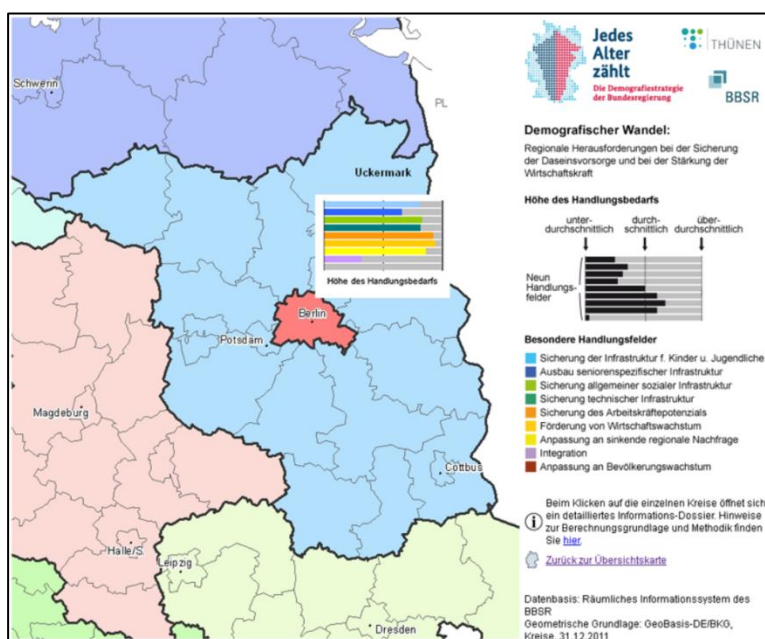 Schwerin
PL
Uckermark
Höhe des Handlungsbedarfs
Berlin
Potsdam
Magdeburg
Cottbus
Halle/S.
Leipzig
Dresden
Jedes
Alter
zählt
Die Demografiestrategie
der Bundesregierung
THÜNEN
BBSR
Demografischer Wandel:
Regionale Herausforderungen bei der Sicherung
der Daseinsvorsorge und bei der Stärkung der
Wirtschaftskraft
Höhe des Handlungsbedarfs
unter-
durchschnittlich
durch-
schnittlich
über-
durchschnittlich
Neun
Handlungs-
felder
Besondere Handlungsfelder
Sicherung der Infrastruktur f. Kinder u. Jugendliche
Ausbau seniorenspezifischer Infrastruktur
Sicherung allgemeiner sozialer Infrastruktur
Sicherung technischer Infrastruktur
Sicherung des Arbeitskräftepotenzials
Förderung von Wirtschaftswachstum
Anpassung an sinkende regionale Nachfrage
Integration
Anpassung an Bevölkerungswachstum
Beim Klicken auf die einzelnen Kreise öffnet sich
ein detailliertes Informations-Dossier. Hinweise
zur Berechnungsgrundlage und Methodik finden
Sie hier.
Zurück zur Übersichtskarte
Datenbasis: Räumliches Informationssystem des
BBSR
Geometrische Grundlage: GeoBasis-DE/BKG,
Kreise, 31.12.2011